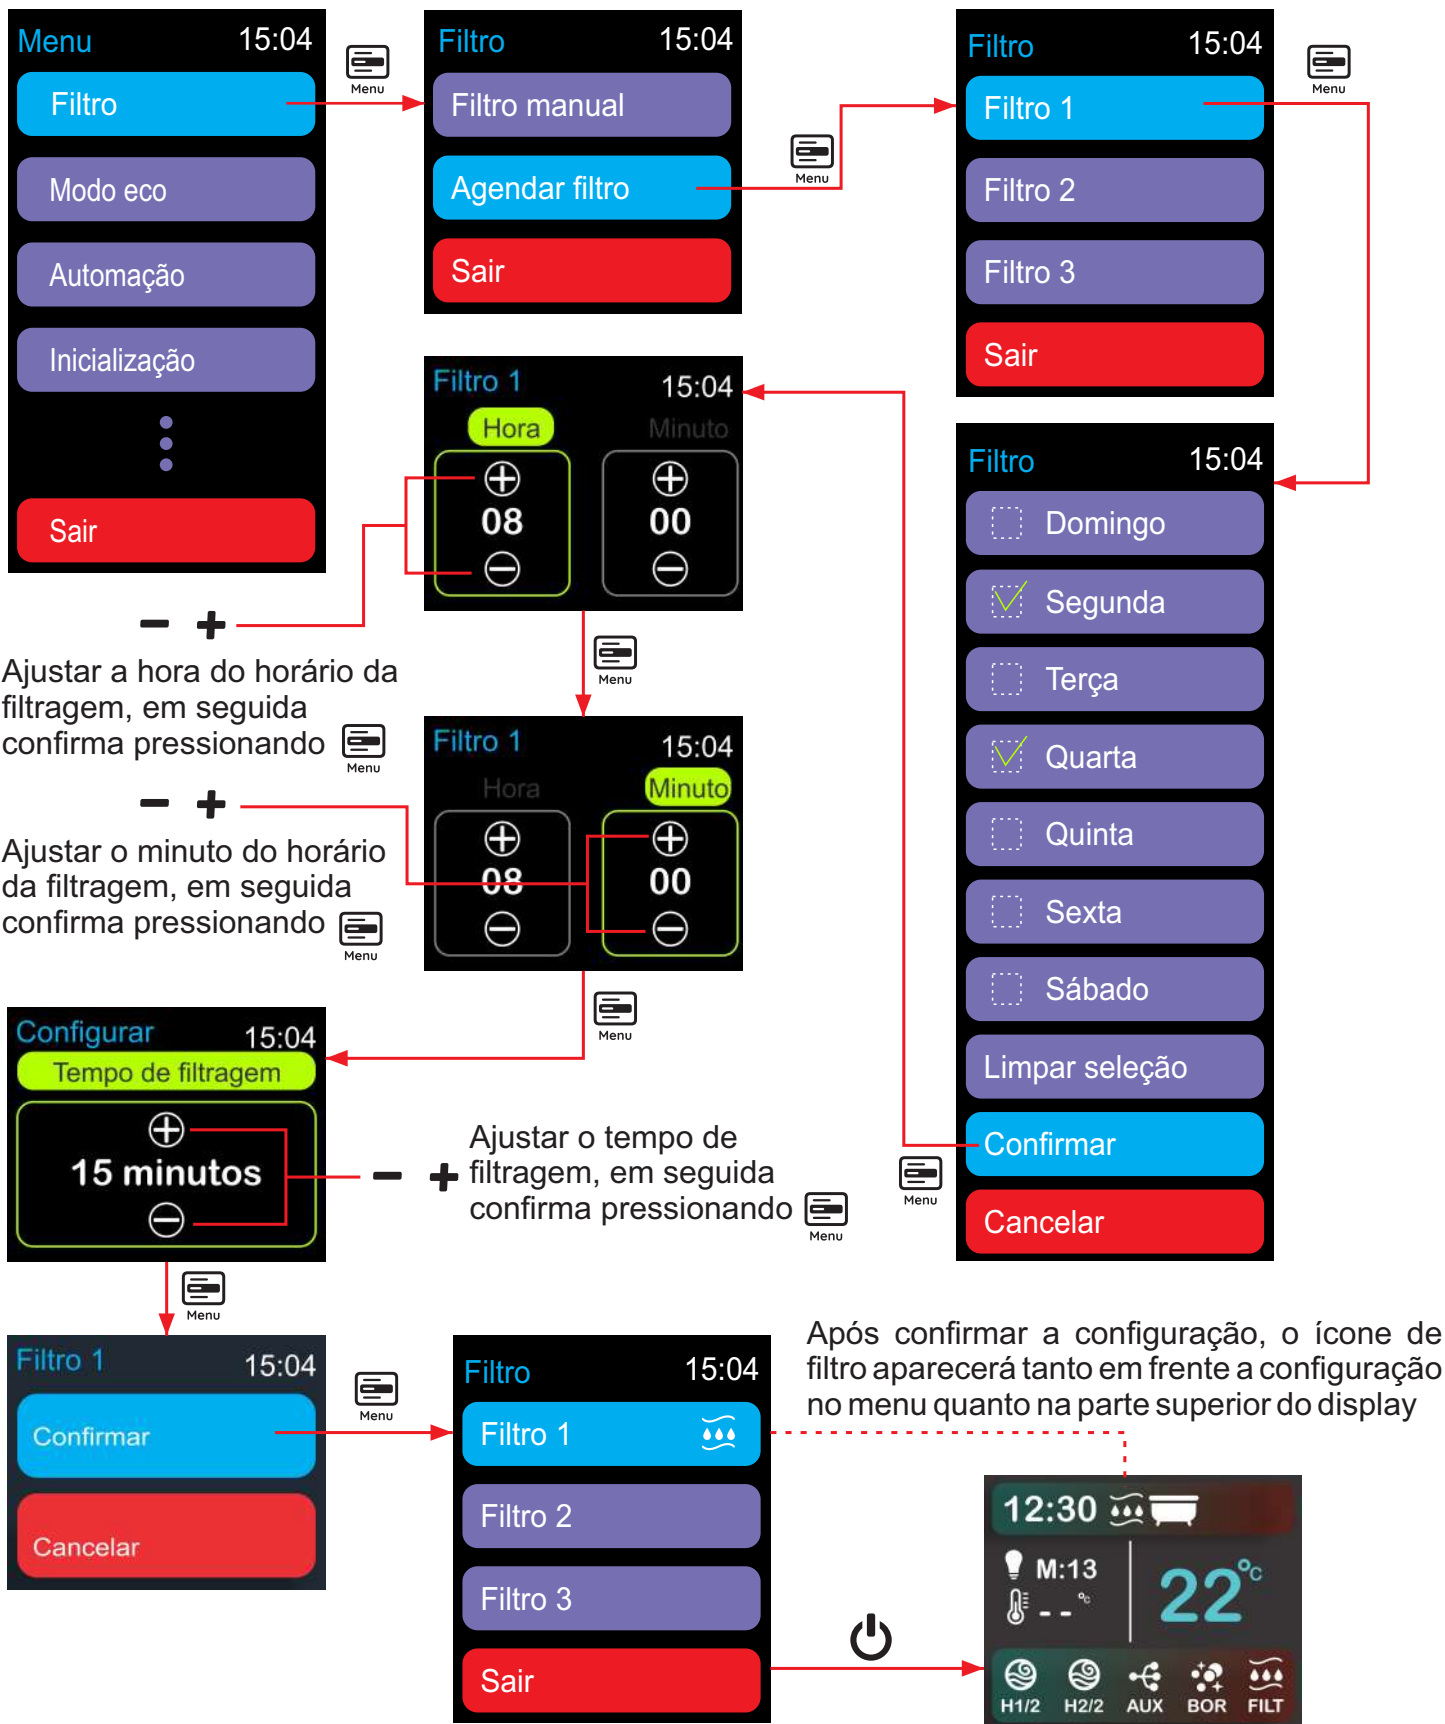 Menu 15:04
Filtro
Modo eco
Automação
Inicialização
Sair
Menu
Filtro 15:04
Filtro manual
Agendar filtro
Sair
Menu
Filtro 15:04
Filtro 1
Filtro 2
Filtro 3
Sair
Menu
Filtro 15:04
Domingo
Segunda
Terça
Quarta
Quinta
Sexta
Sábado
Limpar seleção
Confirmar
Cancelar
Menu
Filtro 1 15:04
Hora Minuto
08 00
Ajustar a hora do horário da
filtragem, em seguida
confirma pressionando
Menu
Menu
Filtro 1 15:04
Hora Minuto
08 00
Ajustar o minuto do horário
da filtragem, em seguida
confirma pressionando
Menu
Menu
Configurar 15:04
Tempo de filtragem
15 minutos
Ajustar o tempo de
filtragem, em seguida
confirma pressionando
Menu
Menu
Filtro 1 15:04
Confirmar
Cancelar
Menu
Filtro 15:04
Filtro 1
Filtro 2
Filtro 3
Sair
Após confirmar a configuração, o ícone de
filtro aparecerá tanto em frente a configuração
no menu quanto na parte superior do display
12:30
M:13
22°C
--°C
H1/2 H2/2 AUX BOR FILT